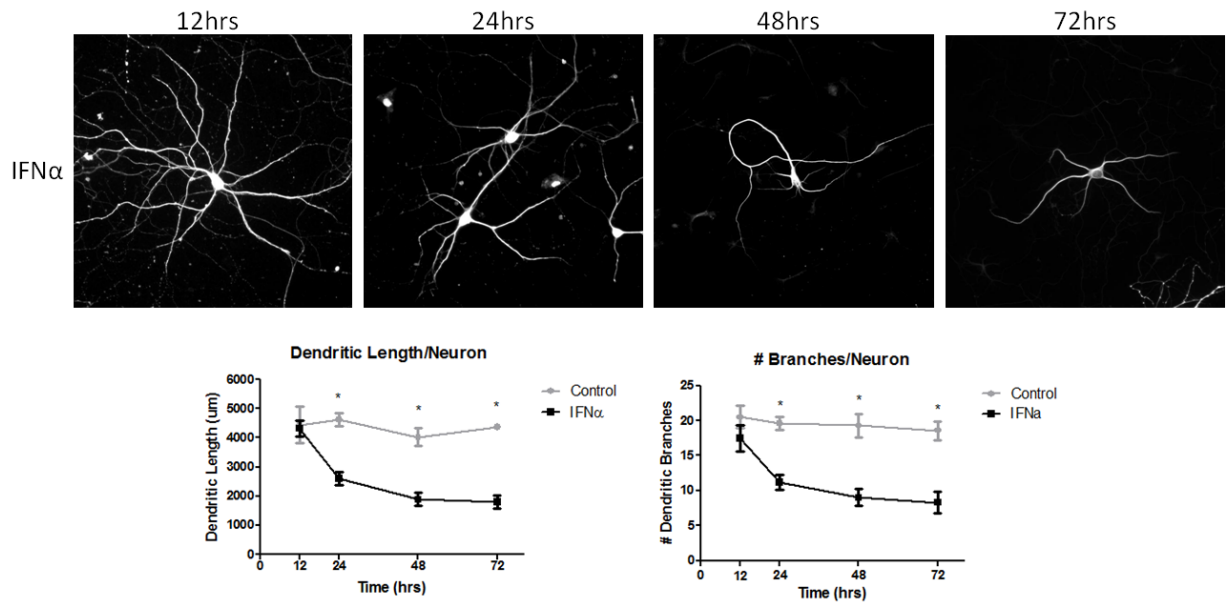 12hrs 24hrs 48hrs 72hrs
IFNα
Dendritic Length/Neuron
Dendritic Length (um)
6000
5000
4000
3000
2000
1000
0
* * *
0 12 24 48 72
Time (hrs)
Control
IFNα
# Branches/Neuron
# Dendritic Branches
25
20
15
10
5
0
* * *
0 12 24 48 72
Time (hrs)
Control
IFNa